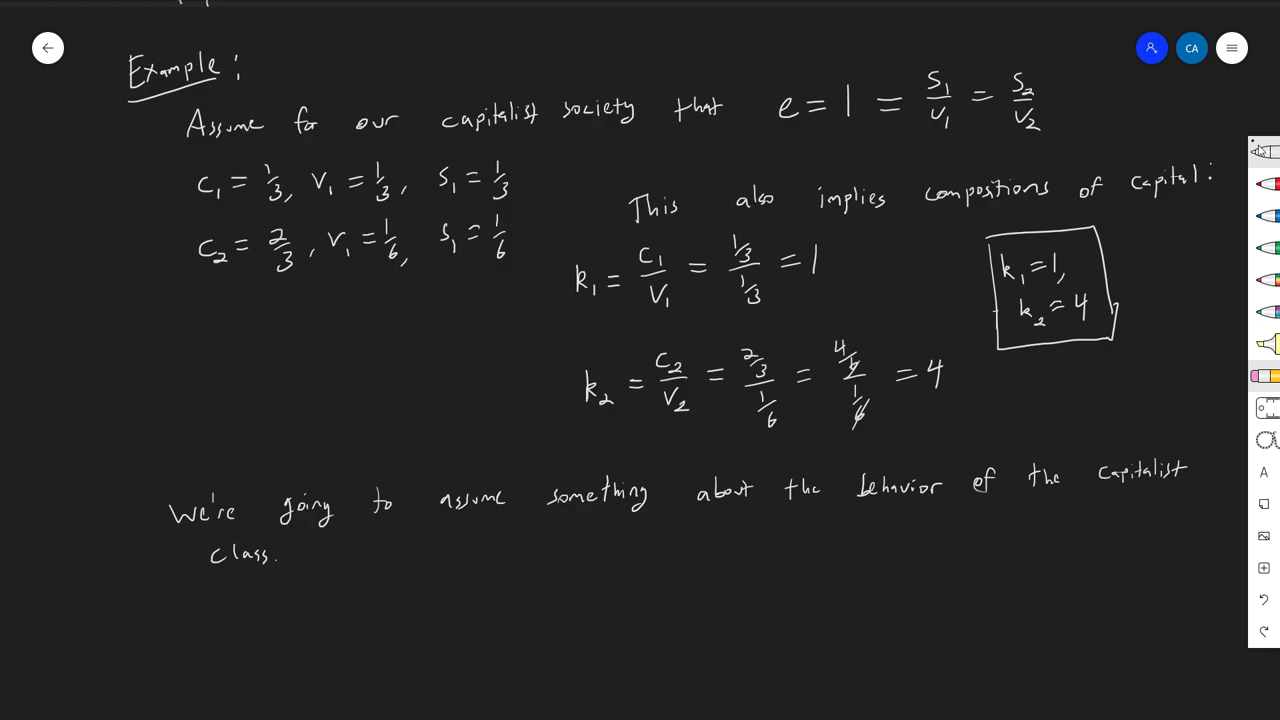 Example:
Assume for our capitalist society that e = 1 = S₁/V₁ = S₂/V₂
C₁ = 1/3, V₁ = 1/3, S₁ = 1/3
This also implies compositions of capital:
C₂ = 2/3, V₁ = 1/6, S₁ = 1/6
k₁ = C₁/V₁ = (1/3)/(1/3) = 1
k₁ = 1,
k₂ = 4
k₂ = C₂/V₂ = (2/3)/(1/6) = (4/6)/(1/6) = 4
We're going to assume something about the behavior of the capitalist
class.
CA
A